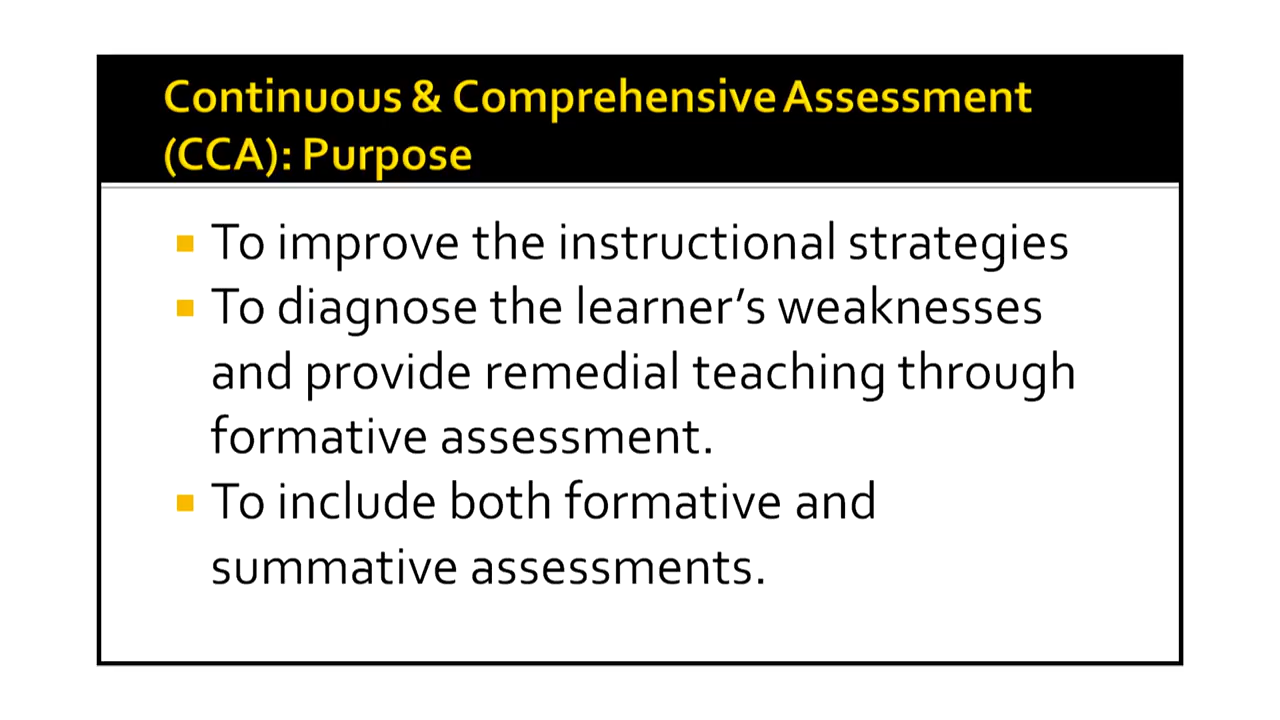 Continuous & Comprehensive Assessment
(CCA): Purpose
To improve the instructional strategies
To diagnose the learner’s weaknesses
and provide remedial teaching through
formative assessment.
To include both formative and
summative assessments.